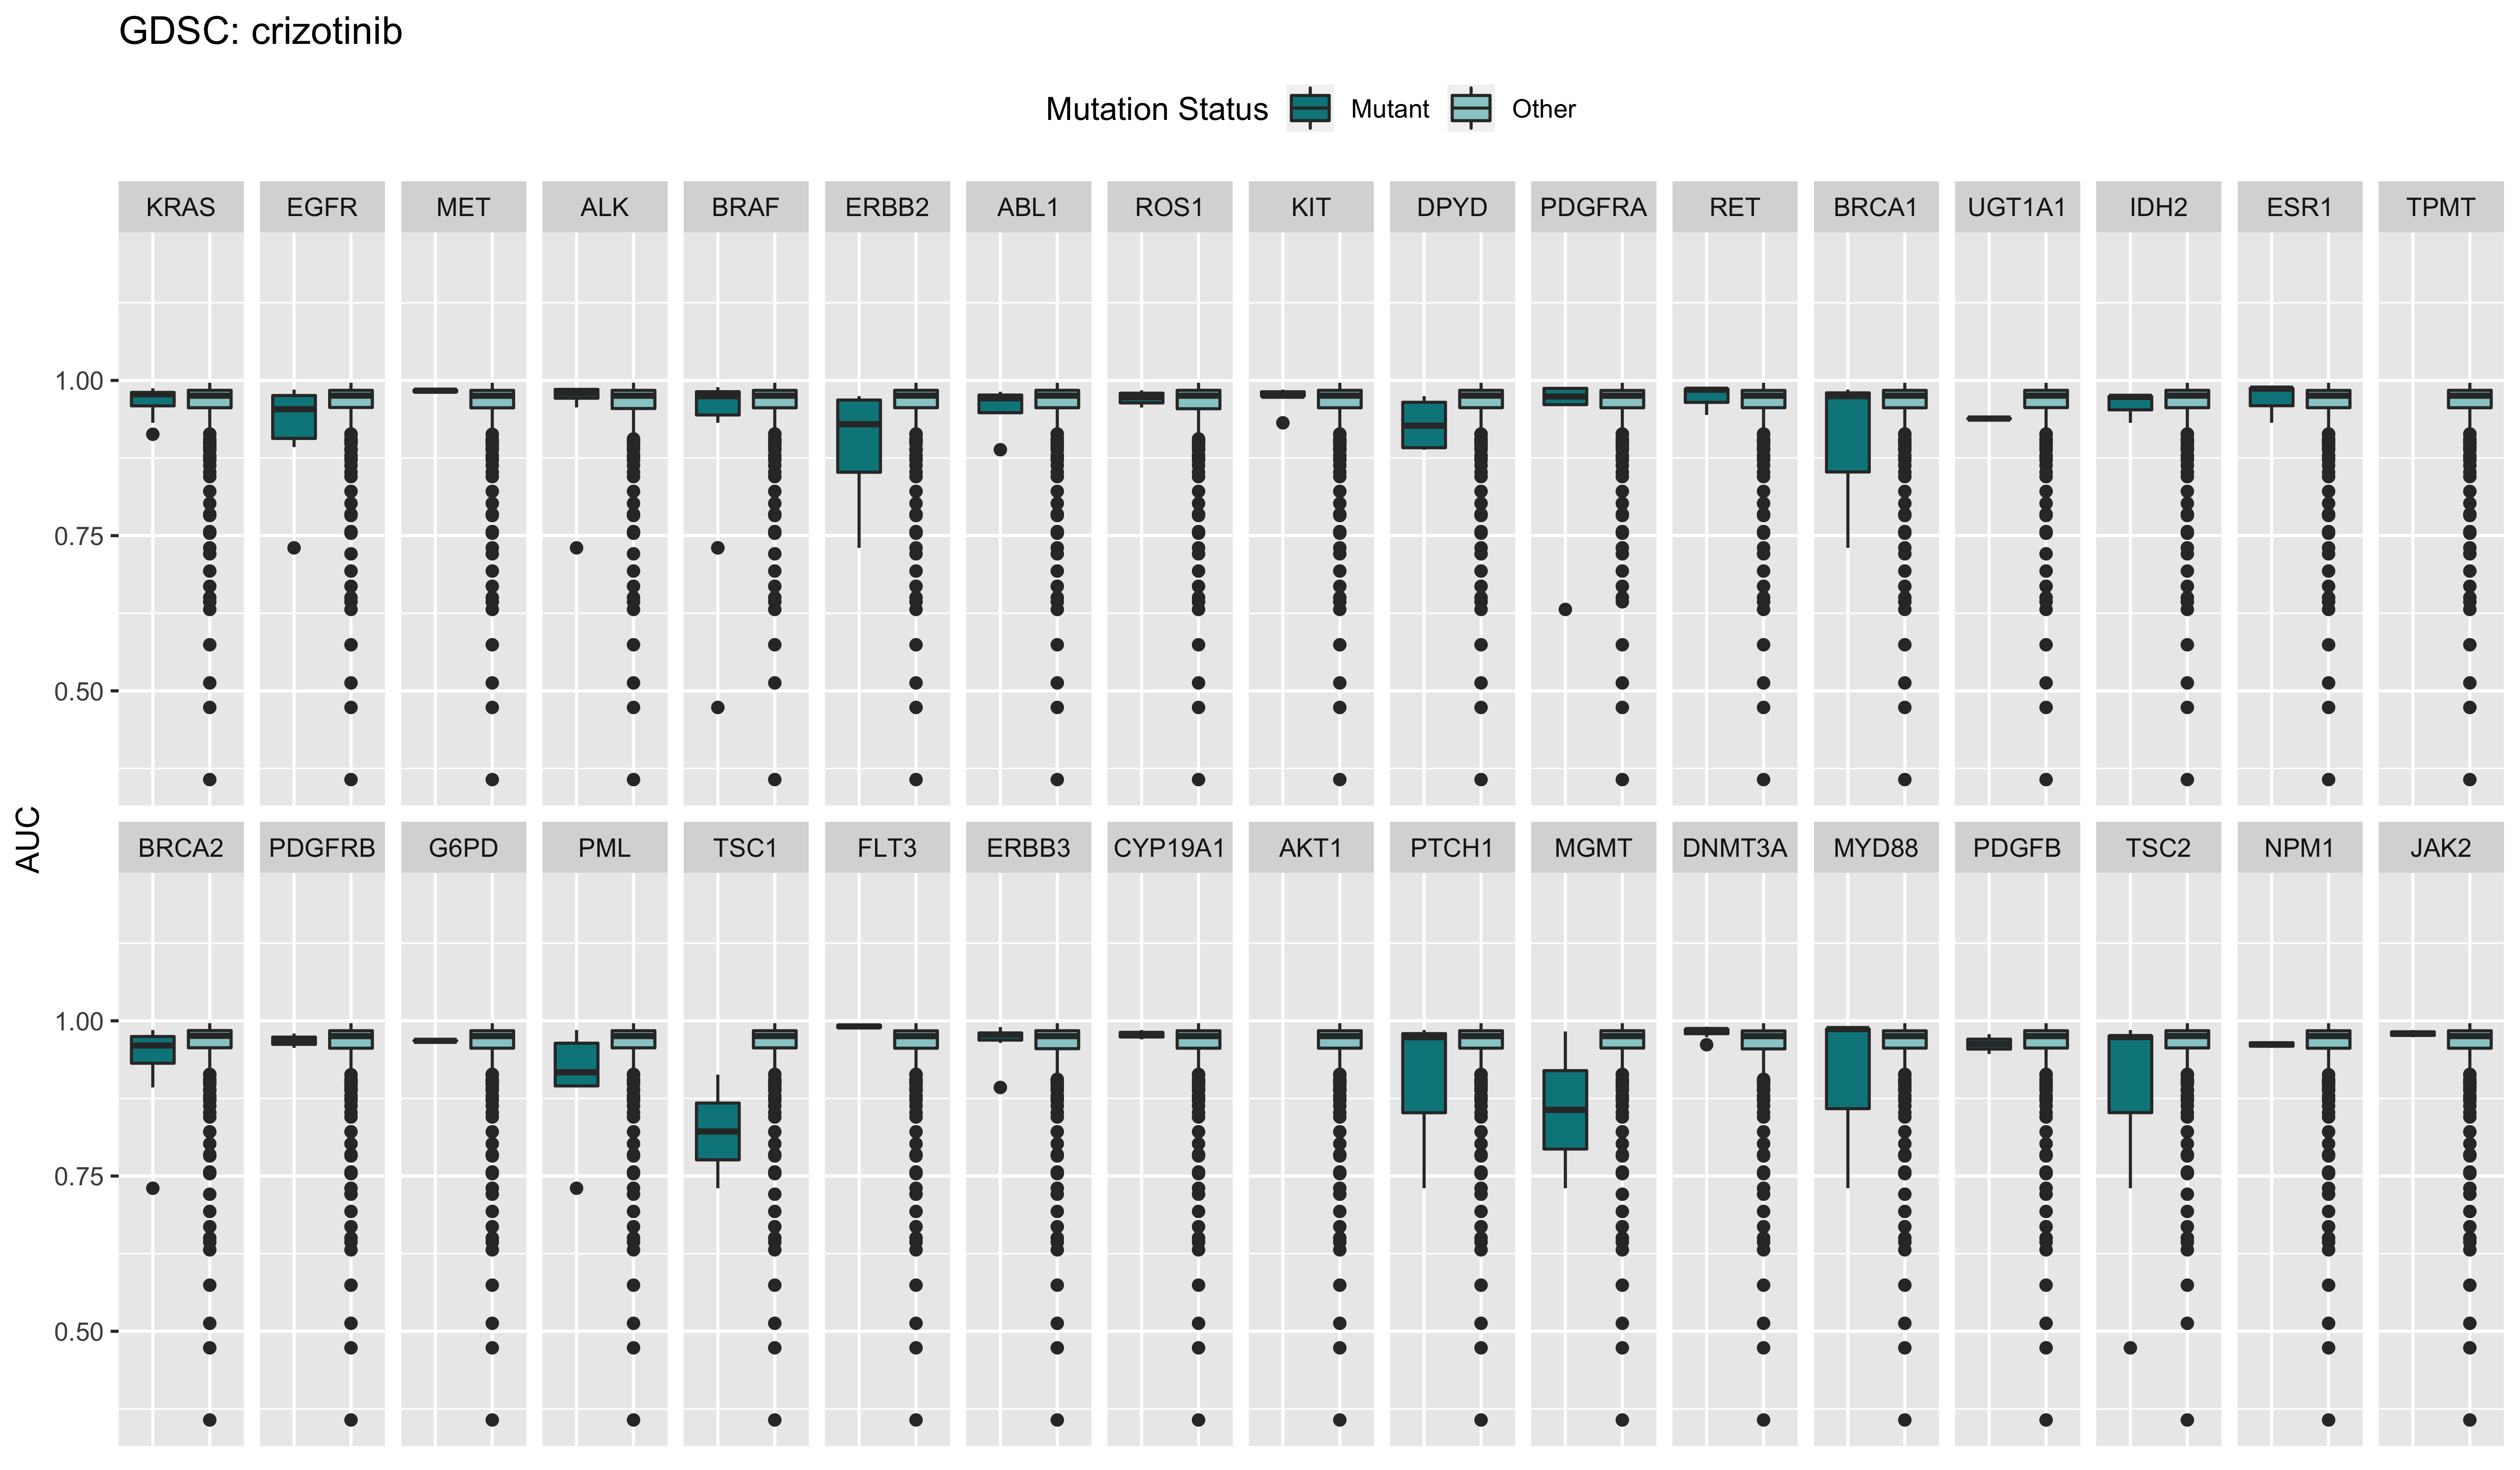 GDSC: crizotinib
Mutation Status Mutant Other
KRAS EGFR MET ALK BRAF ERBB2 ABL1 ROS1 KIT DPYD PDGFRA RET BRCA1 UGT1A1 IDH2 ESR1 TPMT
1.00
0.75
0.50
AUC
BRCA2 PDGFRB G6PD PML TSC1 FLT3 ERBB3 CYP19A1 AKT1 PTCH1 MGMT DNMT3A MYD88 PDGFB TSC2 NPM1 JAK2
1.00
0.75
0.50